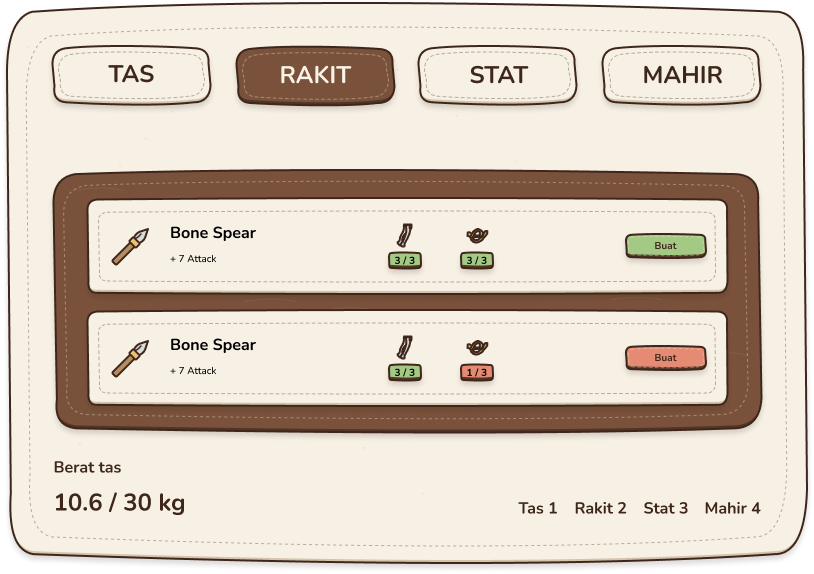 TAS
RAKIT
STAT
MAHIR
Bone Spear
+ 7 Attack
3 / 3
3 / 3
Buat
Bone Spear
+ 7 Attack
3 / 3
1 / 3
Buat
Berat tas
10.6 / 30 kg
Tas 1 Rakit 2 Stat 3 Mahir 4